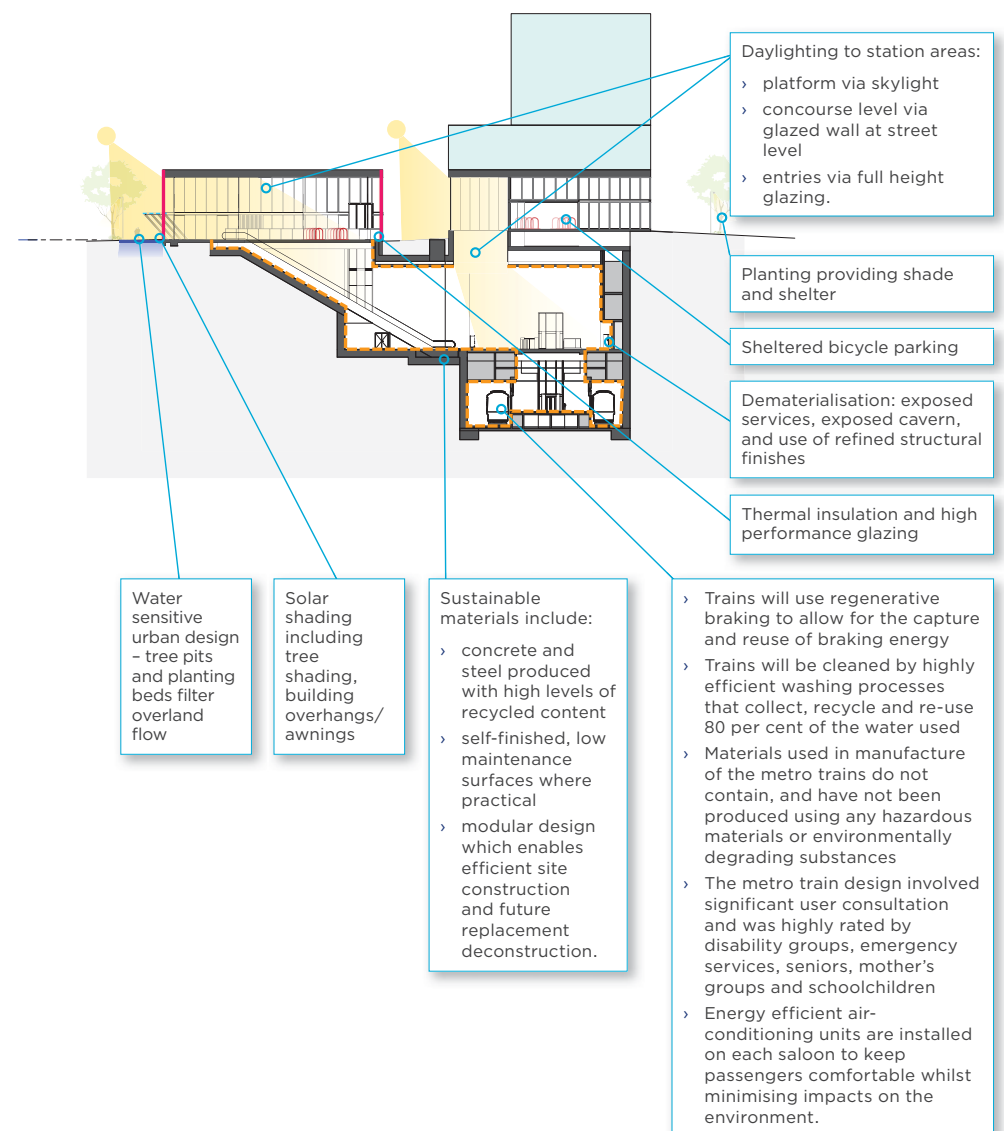 Daylighting to station areas:
› platform via skylight
› concourse level via
glazed wall at street
level
› entries via full height
glazing.
Planting providing shade
and shelter
Sheltered bicycle parking
Dematerialisation: exposed
services, exposed cavern,
and use of refined structural
finishes
Thermal insulation and high
performance glazing
Water
sensitive
urban design
– tree pits
and planting
beds filter
overland
flow
Solar
shading
including
tree
shading,
building
overhangs/
awnings
Sustainable
materials include:
› concrete and
steel produced
with high levels of
recycled content
› self-finished, low
maintenance
surfaces where
practical
› modular design
which enables
efficient site
construction
and future
replacement
deconstruction.
› Trains will use regenerative
braking to allow for the capture
and reuse of braking energy
› Trains will be cleaned by highly
efficient washing processes
that collect, recycle and re-use
80 per cent of the water used
› Materials used in manufacture
of the metro trains do not
contain, and have not been
produced using any hazardous
materials or environmentally
degrading substances
› The metro train design involved
significant user consultation
and was highly rated by
disability groups, emergency
services, seniors, mother’s
groups and schoolchildren
› Energy efficient air-
conditioning units are installed
on each saloon to keep
passengers comfortable whilst
minimising impacts on the
environment.